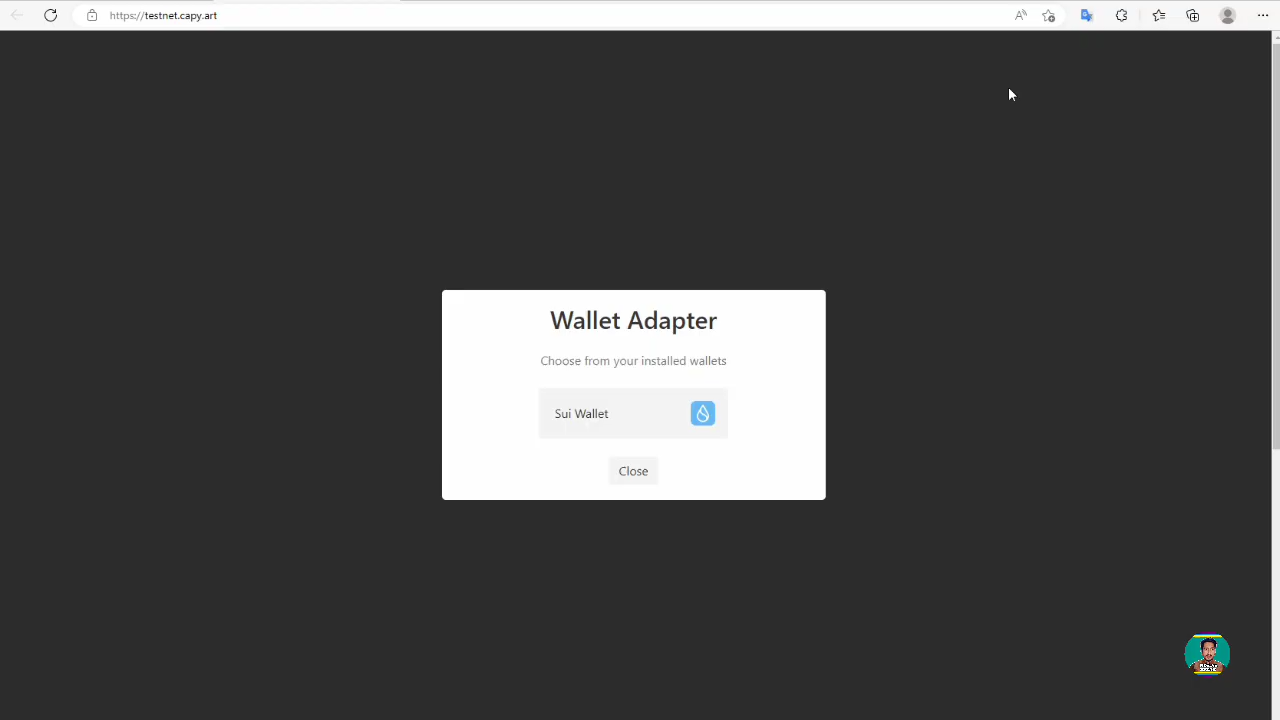 https://testnet.capy.art
Wallet Adapter
Choose from your installed wallets
Sui Wallet
Close